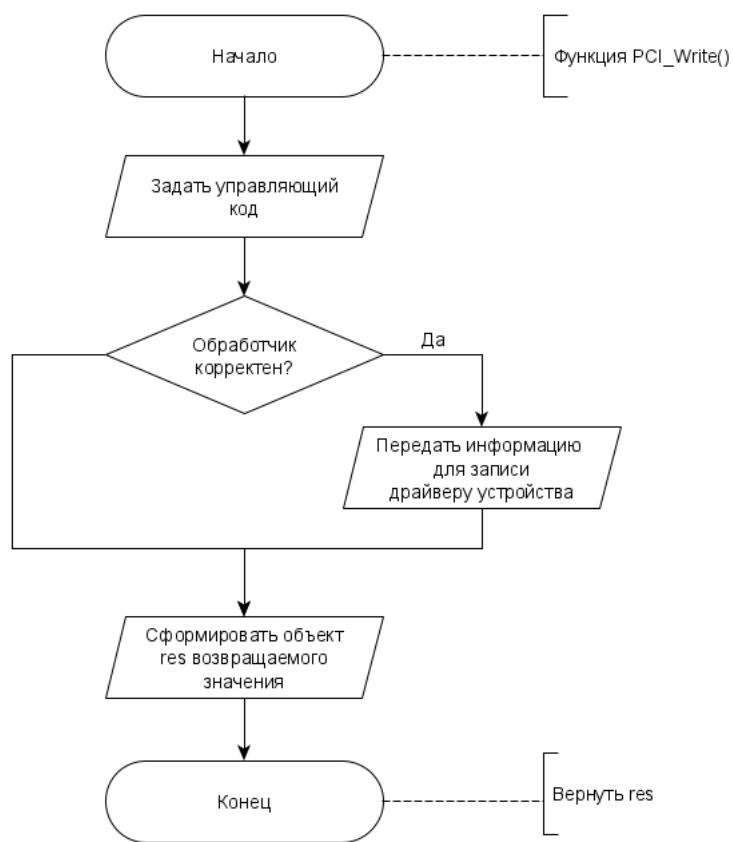 Начало
Функция PCI_Write()
Задать управляющий
код
Обработчик
корректен?
Да
Передать информацию
для записи
драйверу устройства
Сформировать объект
res возвращаемого
значения
Конец
Вернуть res